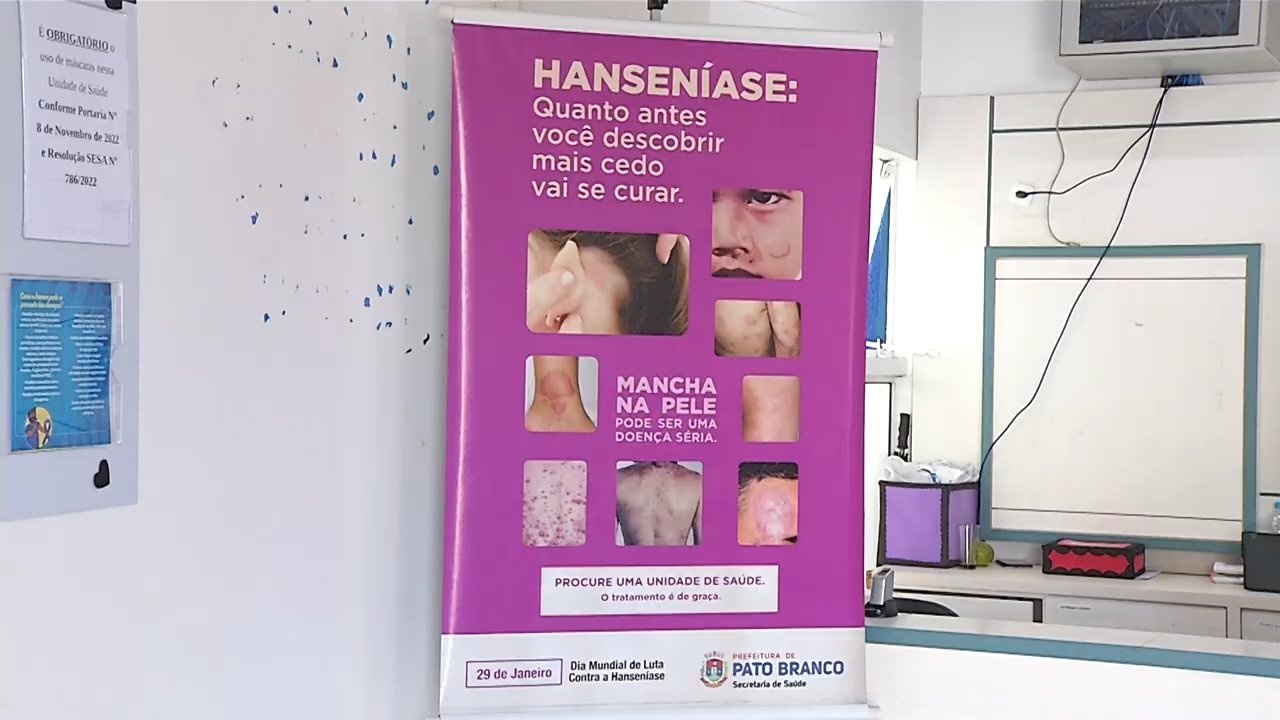 É OBRIGATÓRIO o
uso de máscaras nesta
Unidade de Saúde
Conforme Portaria Nº
8 de Novembro de 2022
e Resolução SESA Nº
786/2022
HANSENÍASE:
Quanto antes
você descobrir
mais cedo
vai se curar.
MANCHA
NA PELE
PODE SER UMA
DOENÇA SÉRIA.
PROCURE UMA UNIDADE DE SAÚDE.
O tratamento é de graça.
29 de Janeiro
Dia Mundial de Luta
Contra a Hanseníase
PREFEITURA DE
PATO BRANCO
Secretaria de Saúde